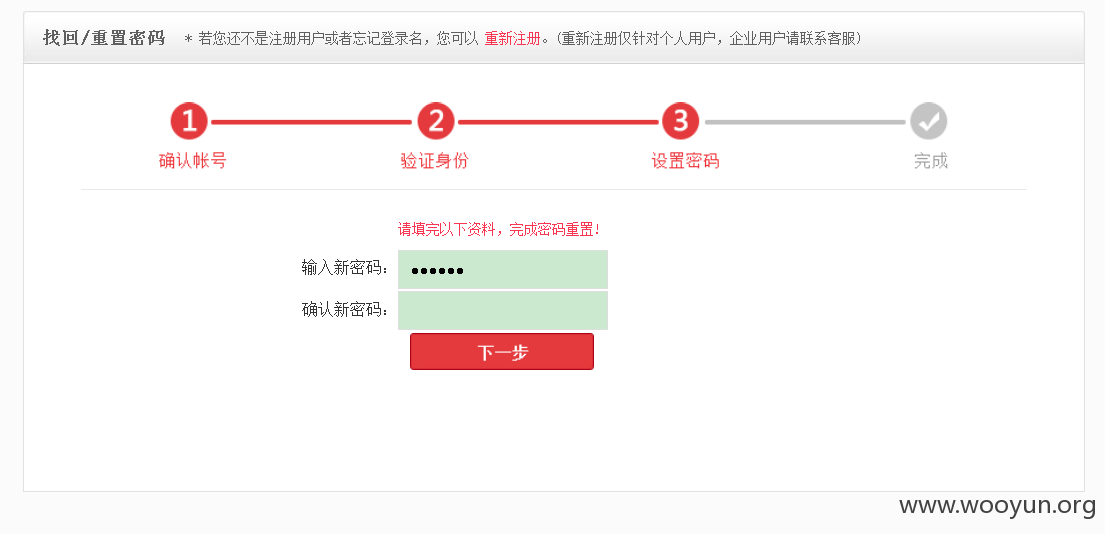 找回/重置密码 * 若您还不是注册用户或者忘记登录名，您可以 重新注册。(重新注册仅针对个人用户，企业用户请联系客服)
1 2 3
确认帐号 验证身份 设置密码 完成
请填完以下资料，完成密码重置!
输入新密码： ••••••
确认新密码：
下一步
www.wooyun.org